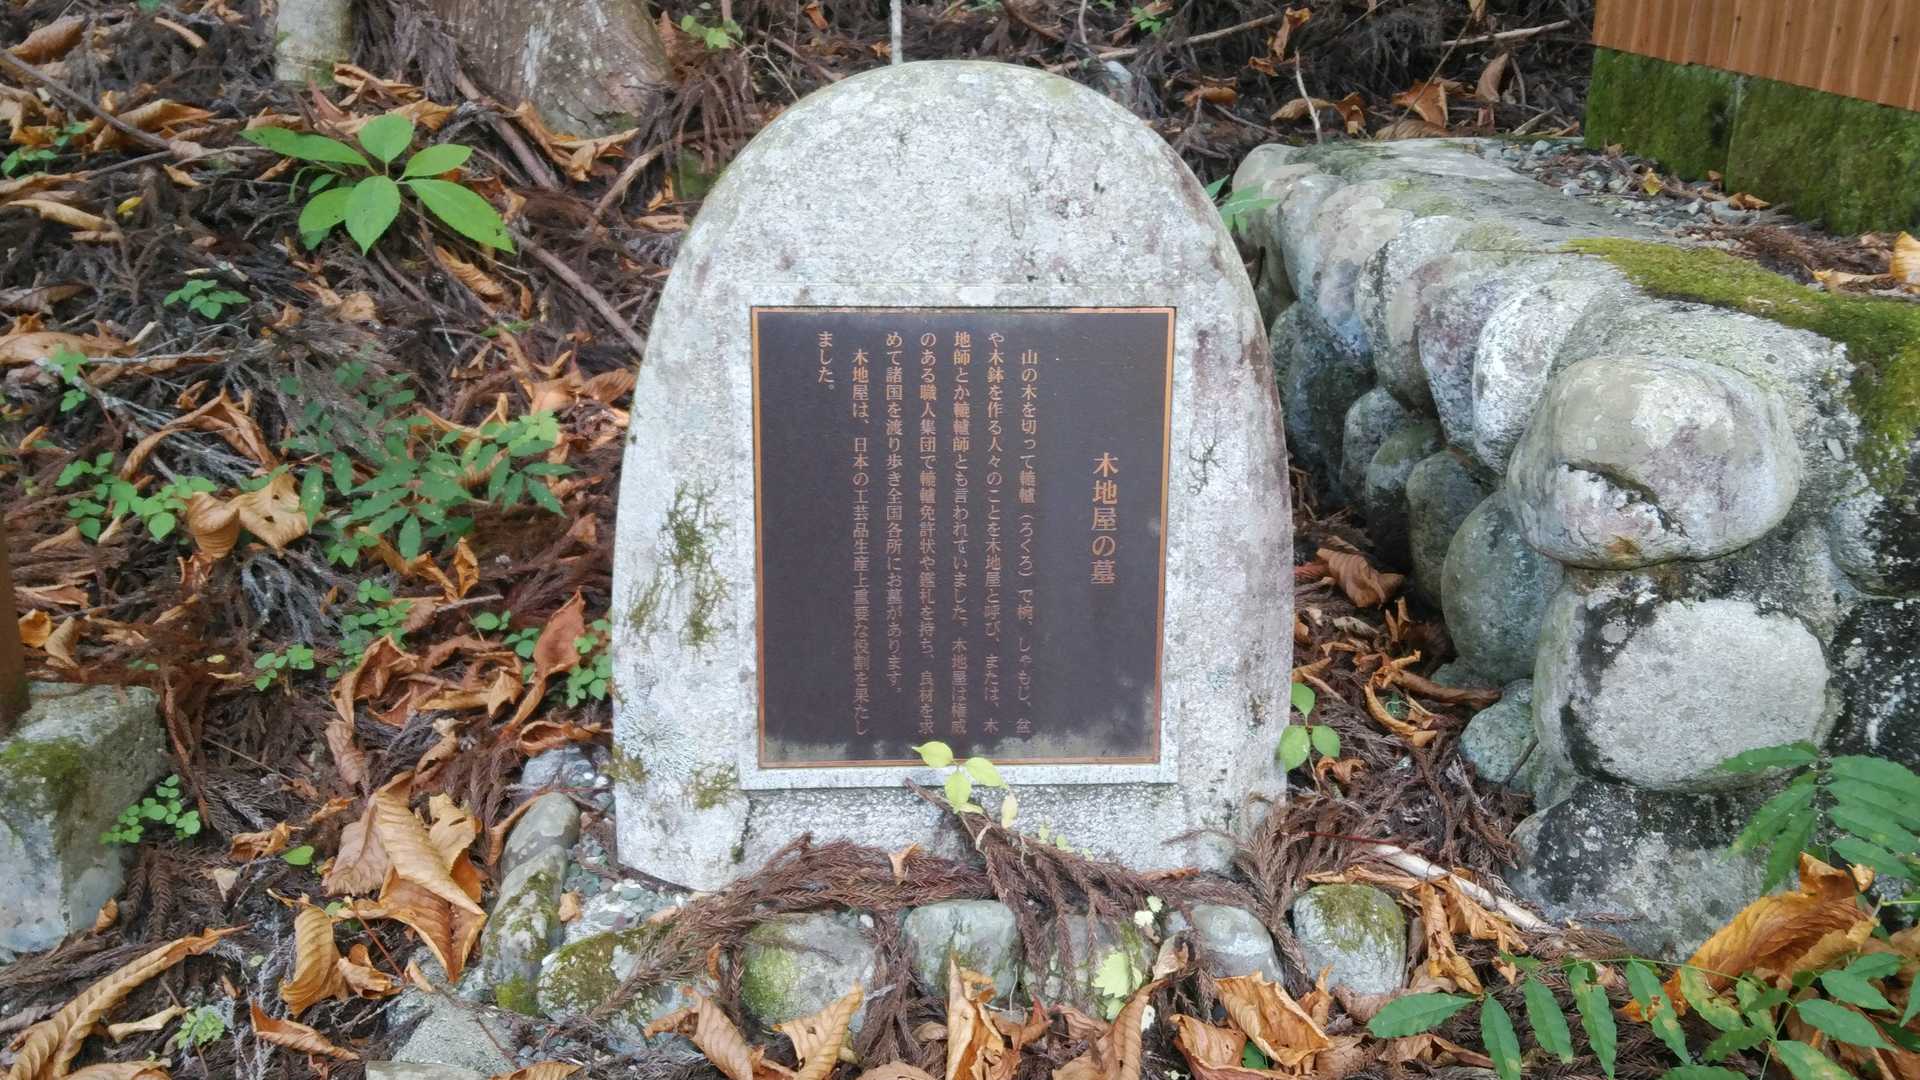 木地屋の墓
山の木を切って轆轤(ろくろ)で椀、しゃもじ、盆
や木鉢を作る人々のことを木地屋と呼び、または、木
地師とか轆轤師とも言われていました。木地屋は権威
のある職人集団で轆轤免許状や鑑札を持ち、良材を求
めて諸国を渡り歩き全国各所にお墓があります。
木地屋は、日本の工芸品生産上重要な役割を果たし
ました。